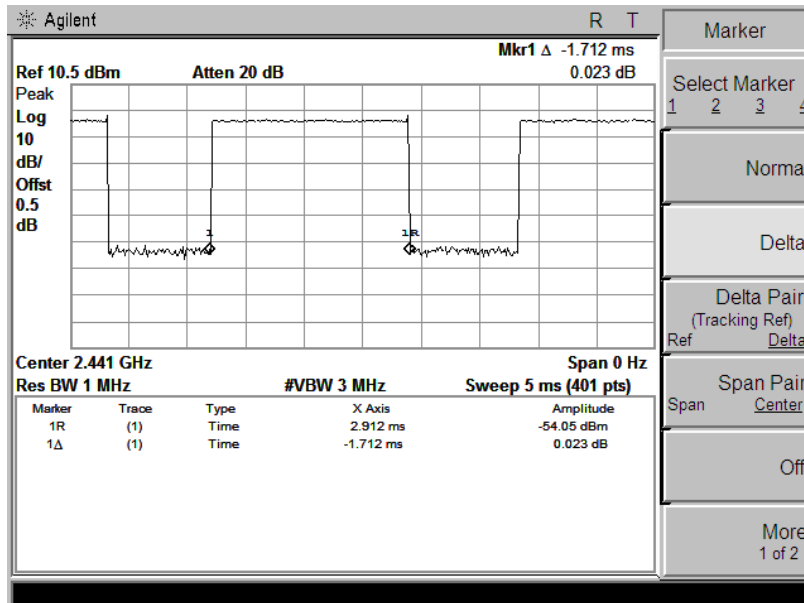 Agilent R T
Mkr1 Δ -1.712 ms
Ref 10.5 dBm Atten 20 dB 0.023 dB
Peak
Log
10
dB/
Offst
0.5
dB
1 1R
Center 2.441 GHz Span 0 Hz
Res BW 1 MHz #VBW 3 MHz Sweep 5 ms (401 pts)
Marker Trace Type X Axis Amplitude
1R (1) Time 2.912 ms -54.05 dBm
1Δ (1) Time -1.712 ms 0.023 dB
Marker
Select Marker
1 2 3 4
Norma
Delta
Delta Pair
(Tracking Ref)
Ref Delta
Span Pair
Span Center
Off
More
1 of 2